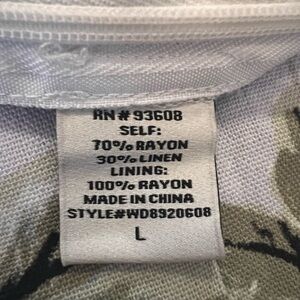 RN # 93608
SELF:
70% RAYON
30% LINEN
LINING:
100% RAYON
MADE IN CHINA
STYLE#WD8920608
L